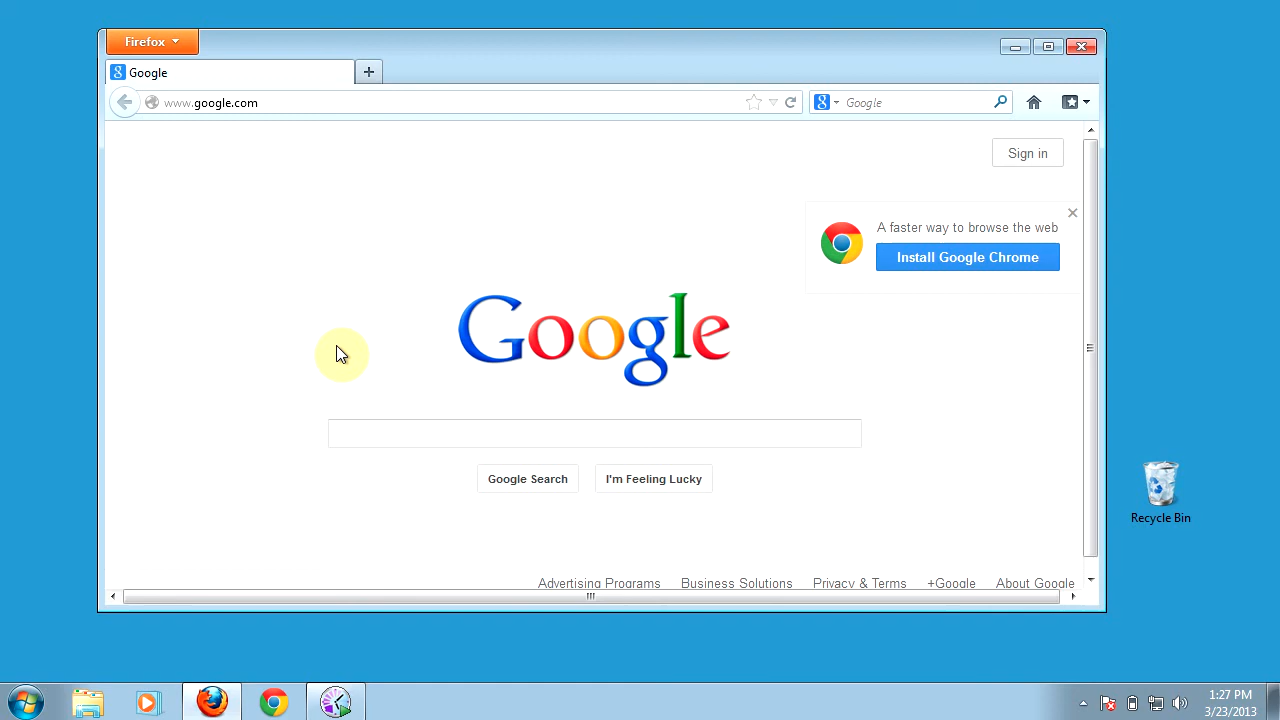 Firefox
Google
www.google.com
Google
Sign in
A faster way to browse the web
Install Google Chrome
Google
Google Search
I'm Feeling Lucky
Advertising Programs
Business Solutions
Privacy & Terms
+Google
About Google
Recycle Bin
1:27 PM
3/23/2013